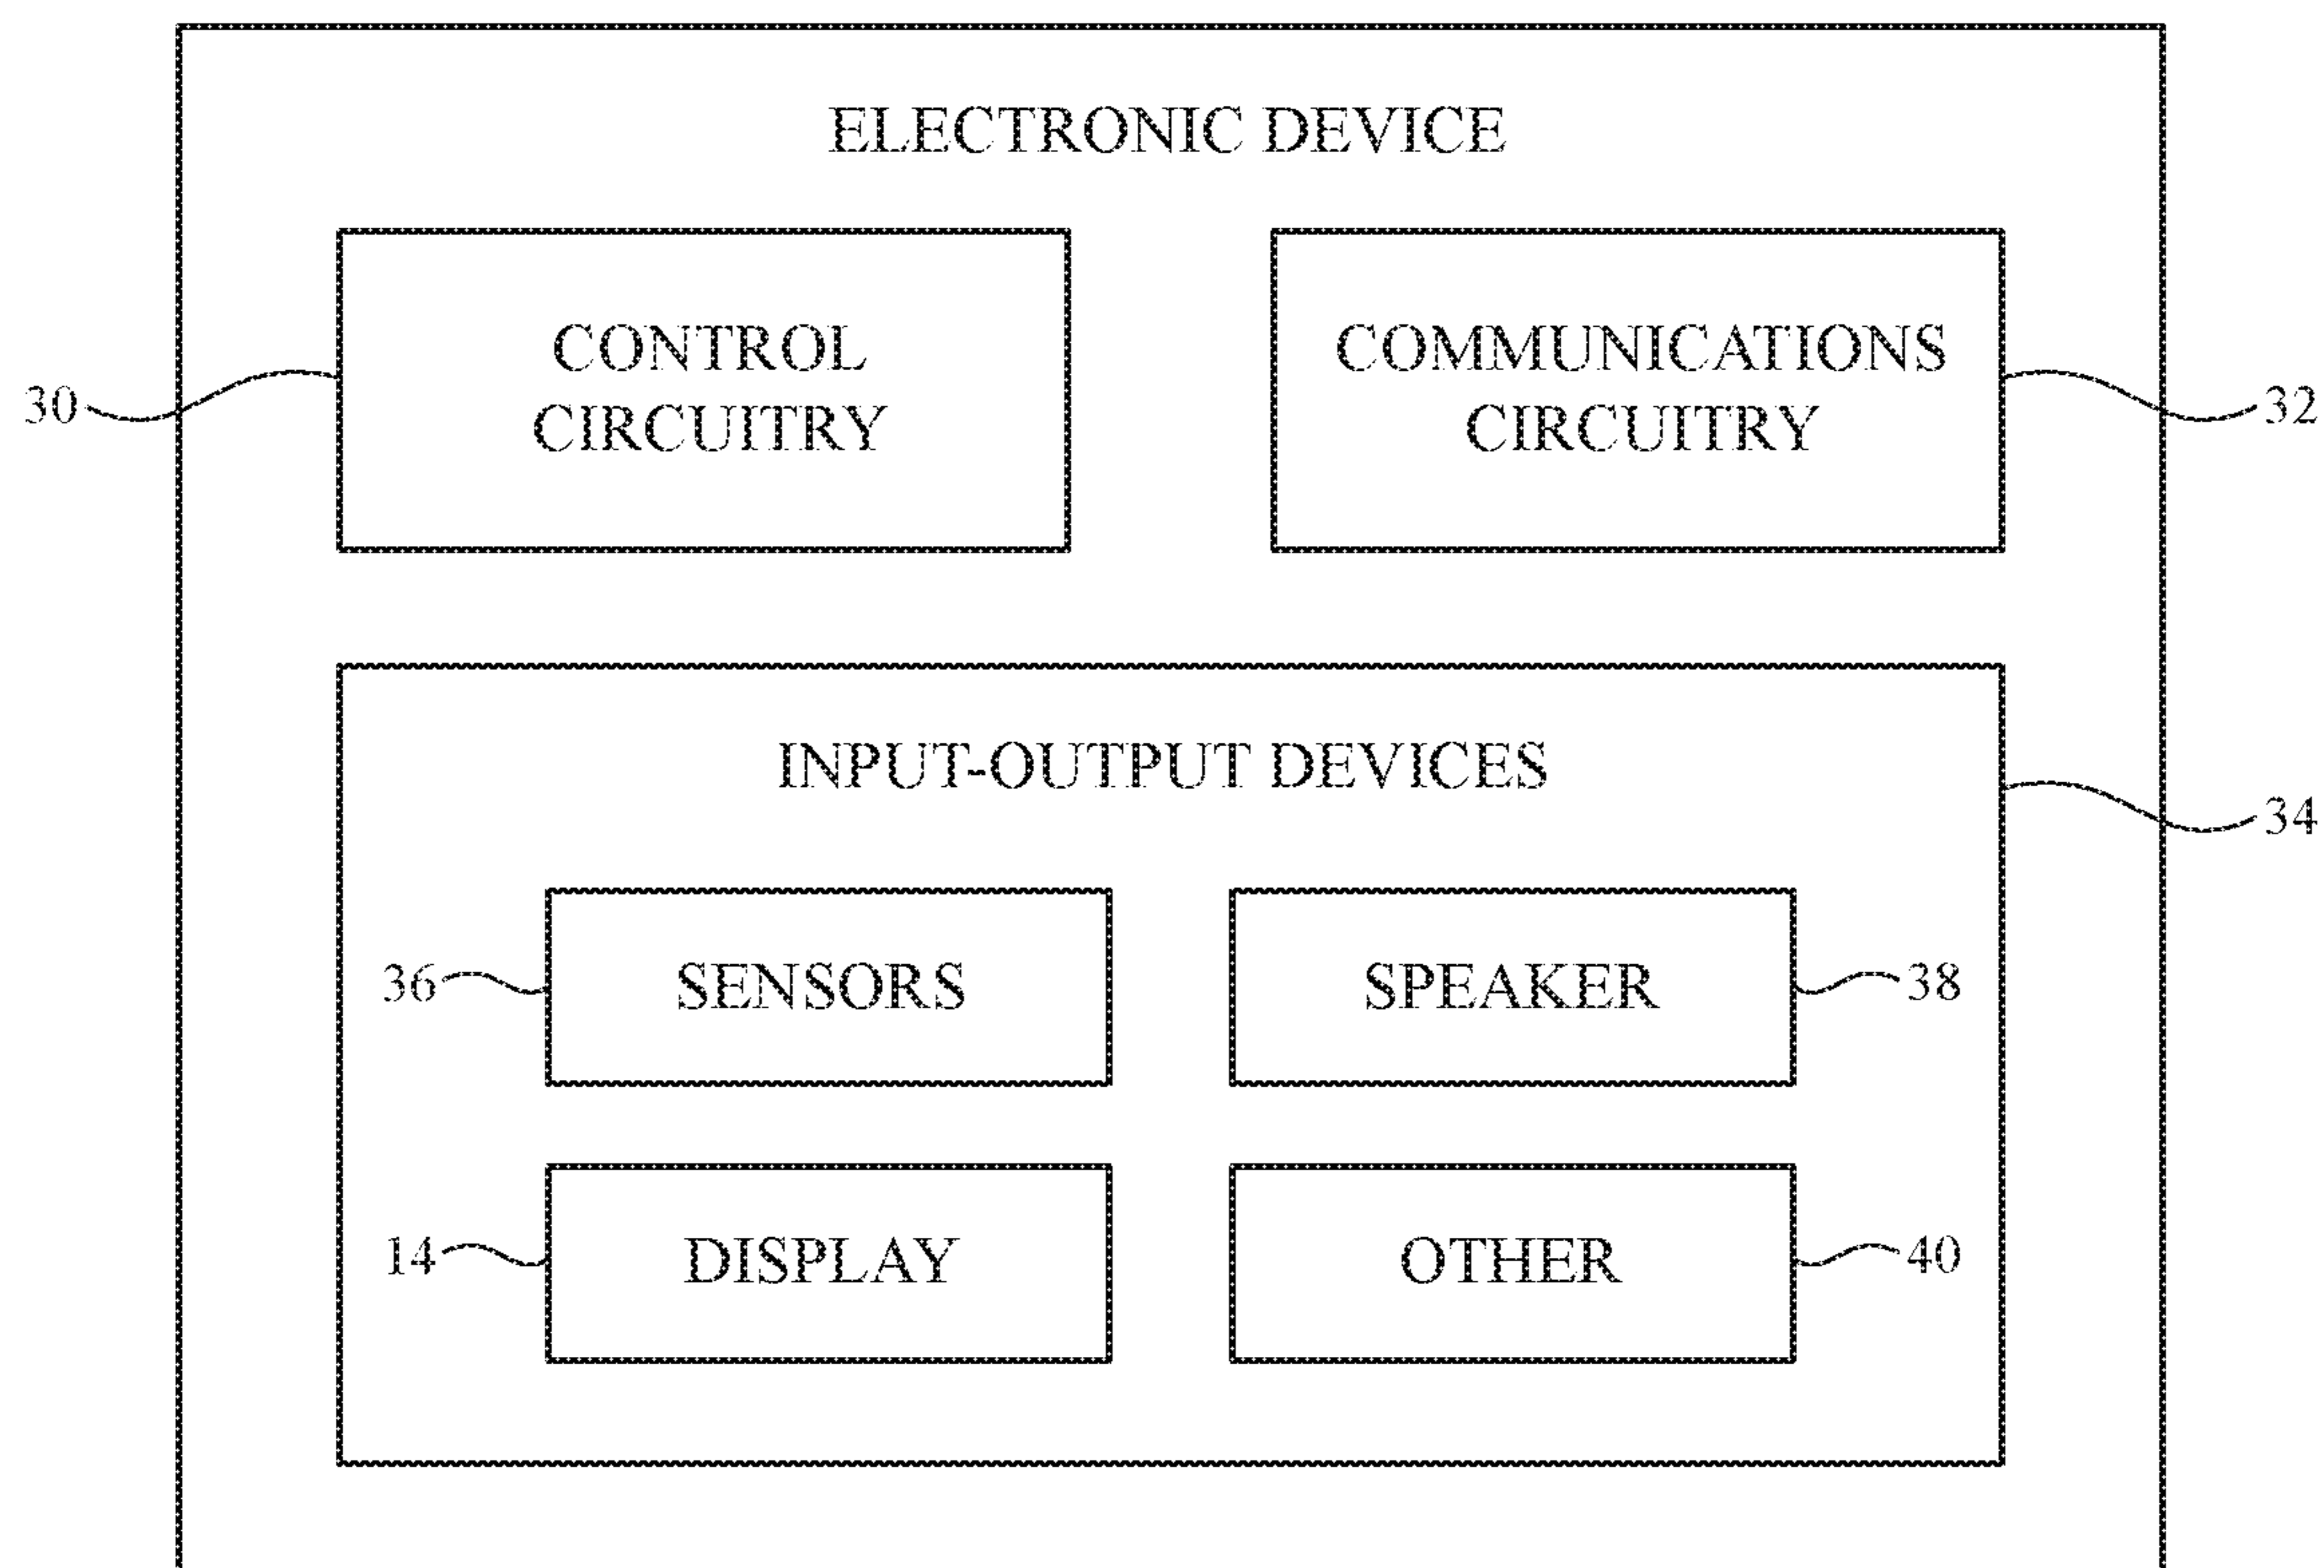 ELECTRONIC DEVICE
CONTROL
CIRCUITRY
COMMUNICATIONS
CIRCUITRY
30
32
INPUT-OUTPUT DEVICES
34
36
SENSORS
SPEAKER
38
14
DISPLAY
OTHER
40